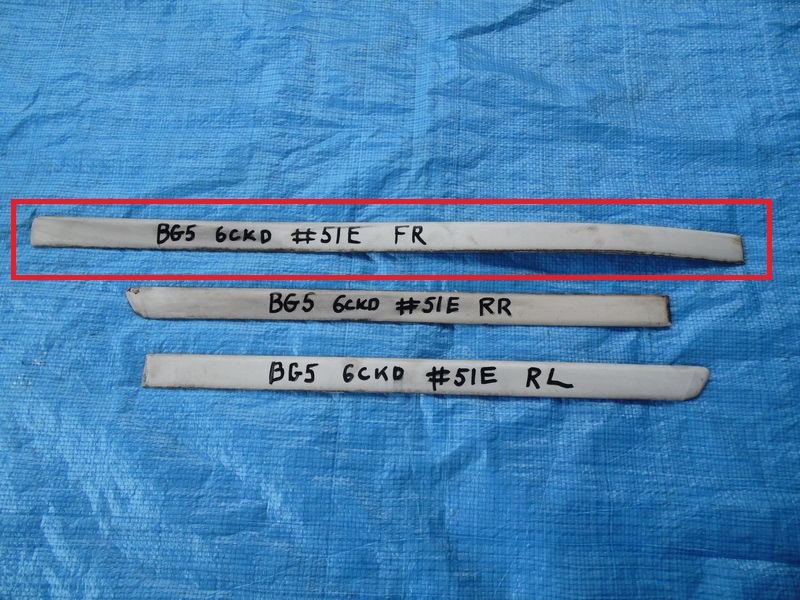 BG5 6CKD #51E FR
BG5 6CKD #51E RR
BG5 6CKD #51E RL